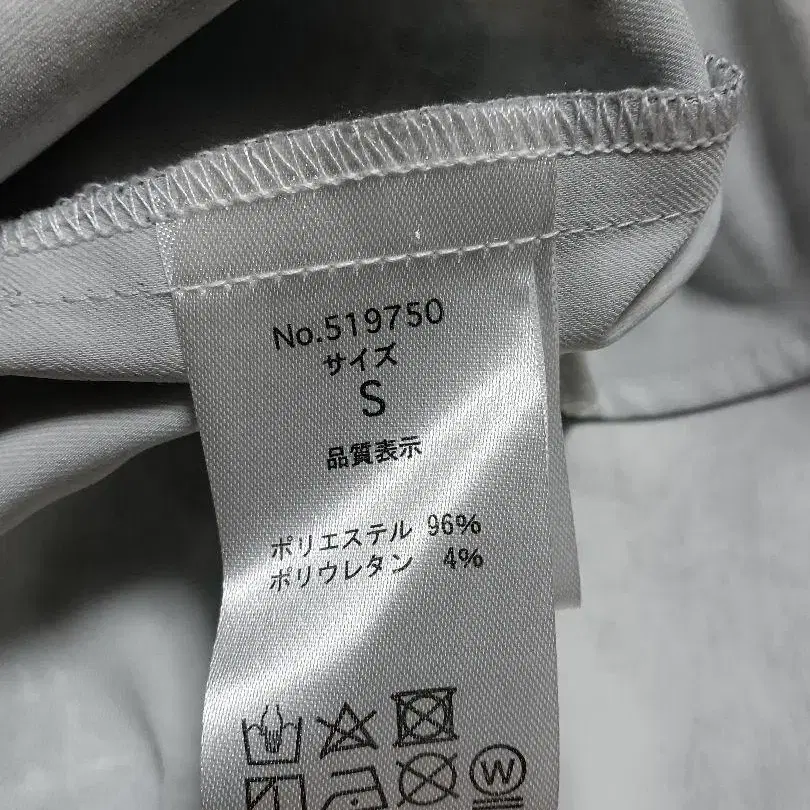 No.519750
サイズ
S
品質表示
ポリエステル 96%
ポリウレタン 4%
W